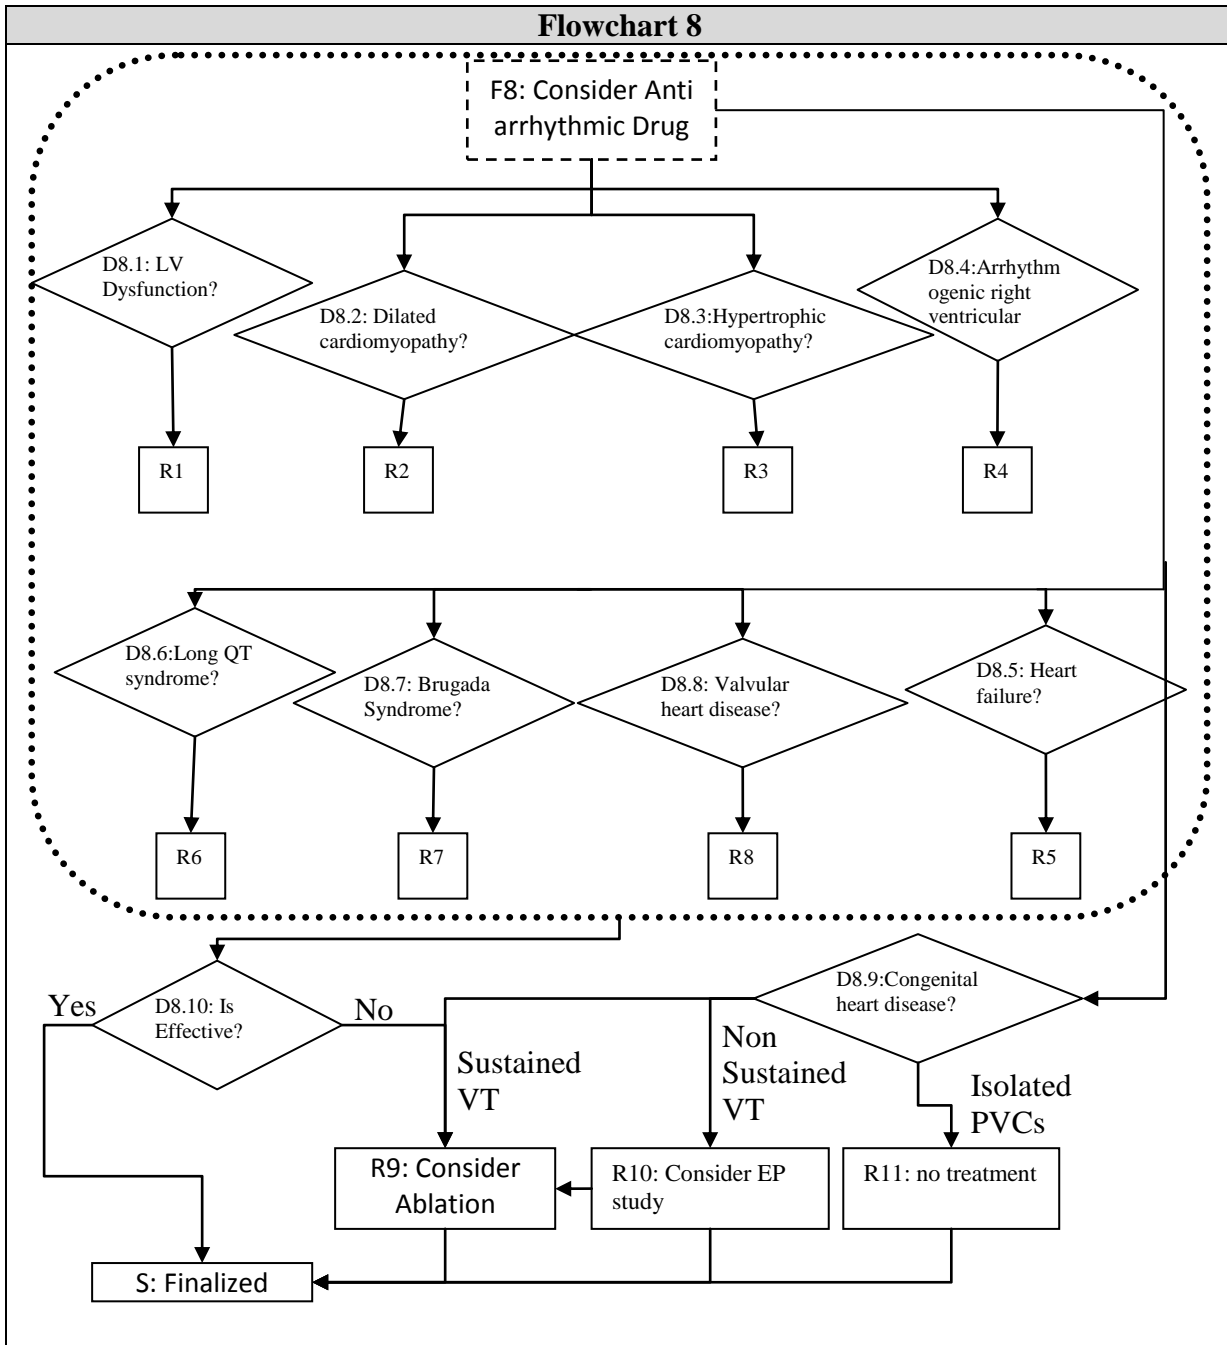 Flowchart 8
F8: Consider Anti
arrhythmic Drug
D8.1: LV
Dysfunction?
D8.2: Dilated
cardiomyopathy?
D8.3:Hypertrophic
cardiomyopathy?
D8.4:Arrhythm
ogenic right
ventricular
R1
R2
R3
R4
D8.6:Long QT
syndrome?
D8.7: Brugada
Syndrome?
D8.8: Valvular
heart disease?
D8.5: Heart
failure?
R6
R7
R8
R5
D8.10: Is
Effective?
Yes
No
D8.9:Congenital
heart disease?
Sustained
VT
Non
Sustained
VT
Isolated
PVCs
R9: Consider
Ablation
R10: Consider EP
study
R11: no treatment
S: Finalized